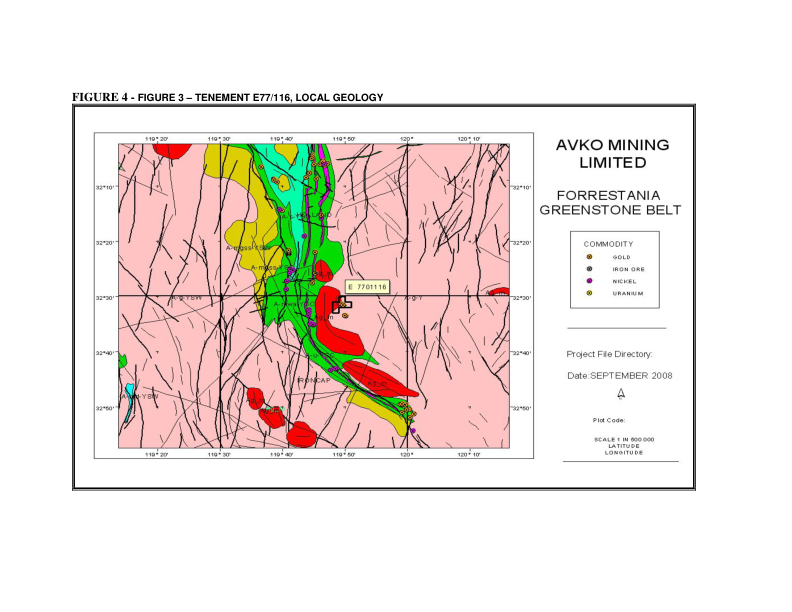 FIGURE 4 - FIGURE 3 – TENEMENT E77/116, LOCAL GEOLOGY
119° 20' 119° 30' 119° 40' 119° 50' 120° 120° 10'
AVKO MINING
LIMITED
FORRESTANIA
GREENSTONE BELT
COMMODITY
GOLD
IRON ORE
NICKEL
URANIUM
32°10' 32°10'
32°20' 32°20'
A-mgss-YSW
E 7701116
32°30' 32°30'
A-g-YSW
A-g-Y
32°40' 32°40'
IRONCAP
32°50' 32°50'
119° 20' 119° 30' 119° 40' 119° 50' 120° 120° 10'
Project File Directory:
Date:SEPTEMBER 2008
Plot Code:
SCALE 1 IN 500 000
LATITUDE
LONGITUDE